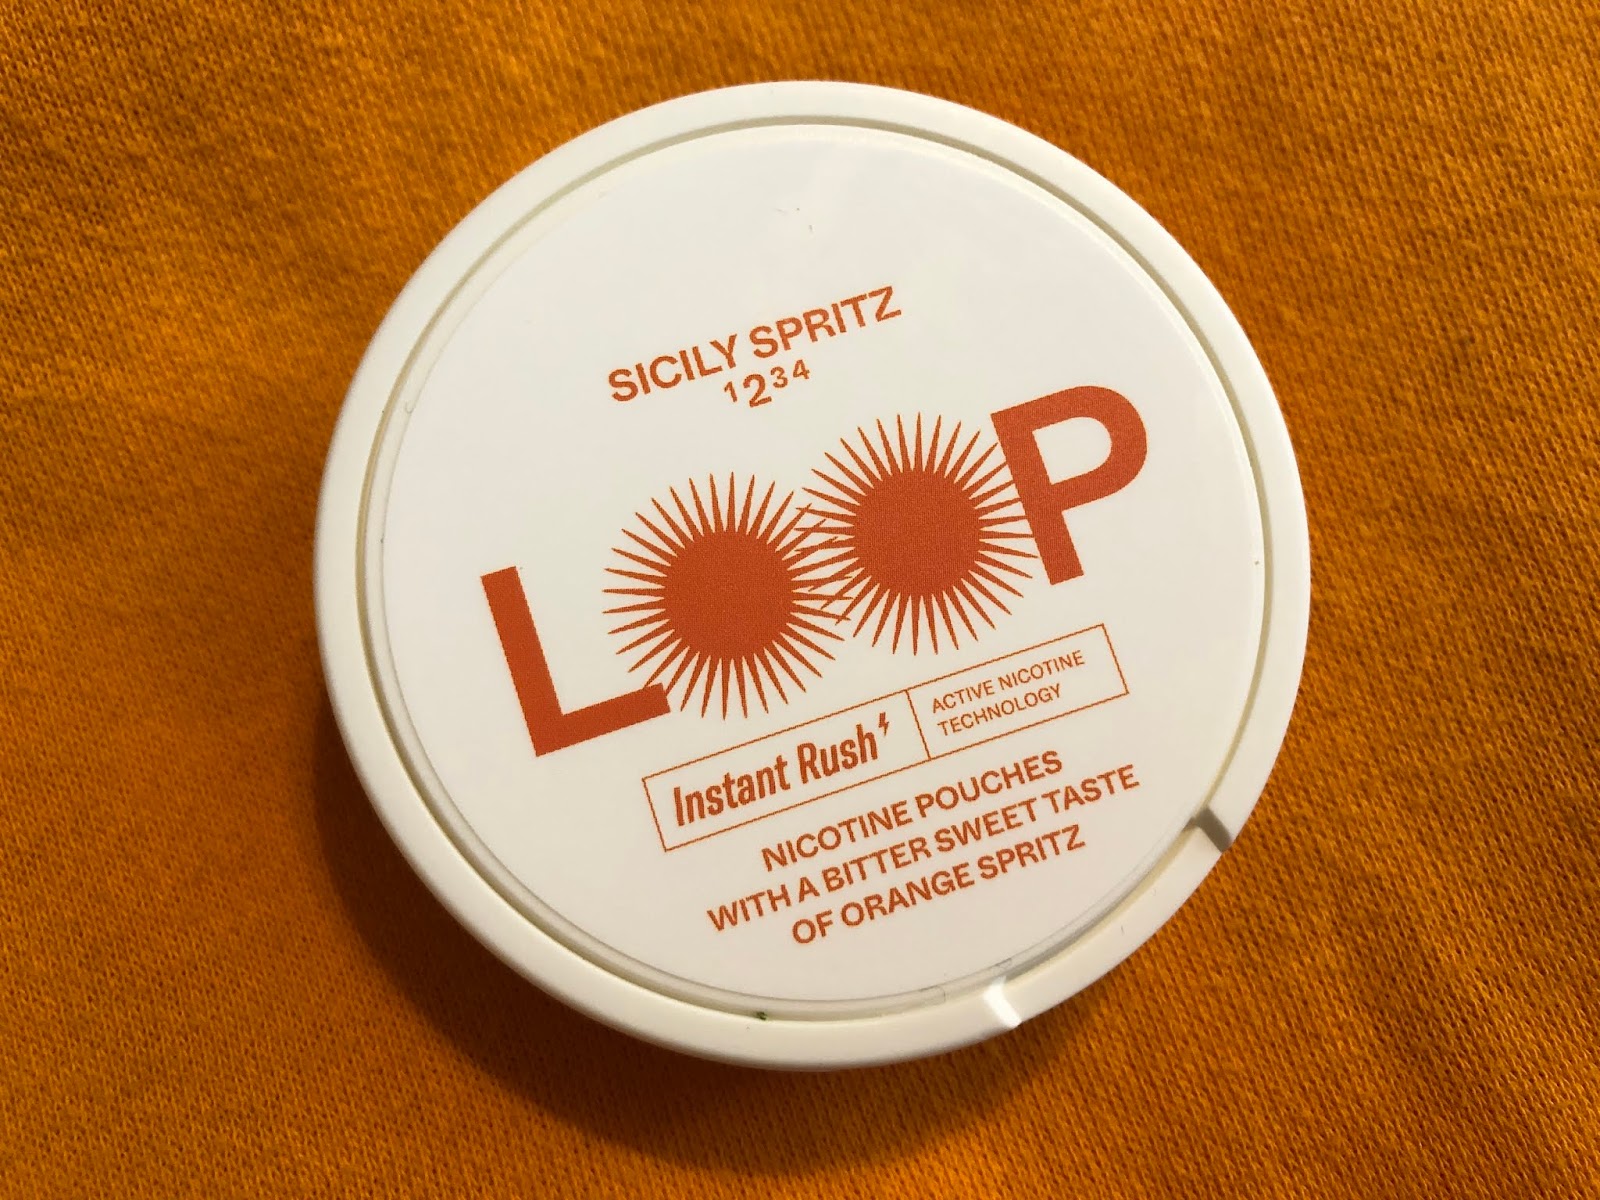 SICILY SPRITZ
1234
LOOP
Instant Rush
ACTIVE NICOTINE
TECHNOLOGY
NICOTINE POUCHES
WITH A BITTER SWEET TASTE
OF ORANGE SPRITZ